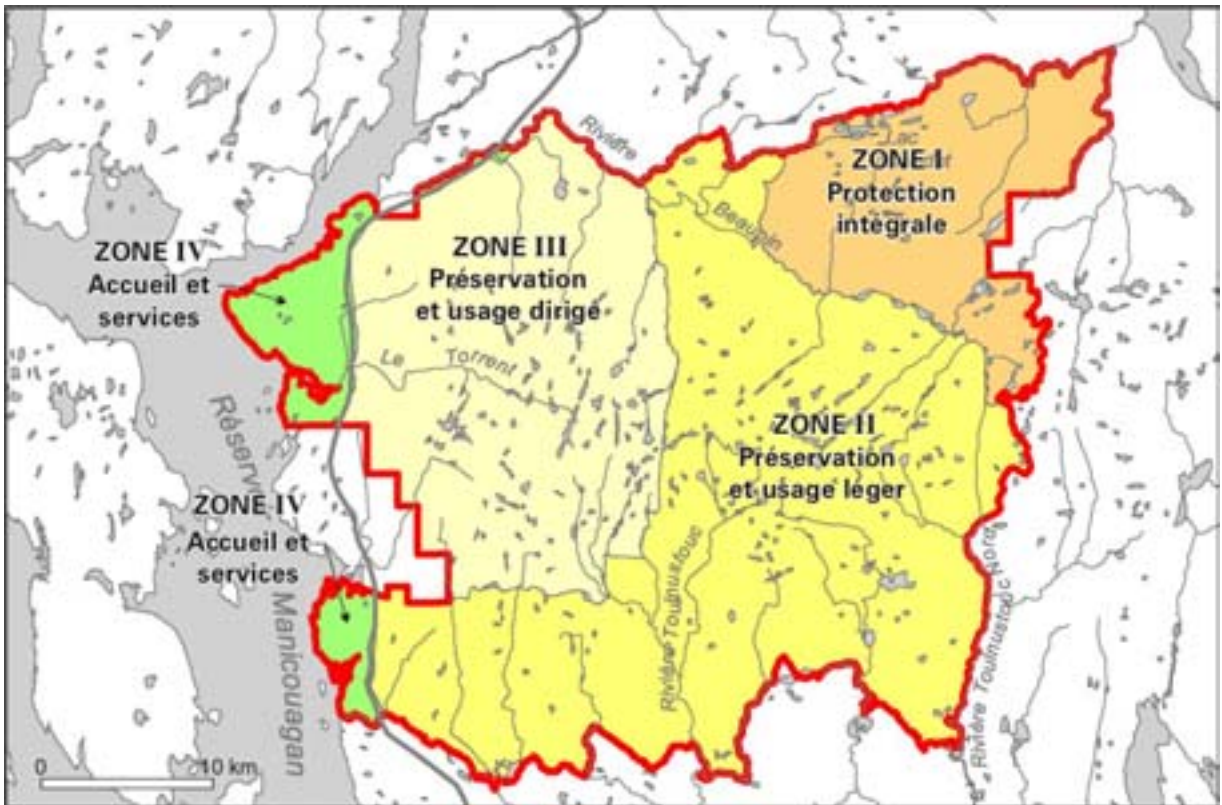 Rivière
Lac
ZONE I
Protection
intégrale
Beaupin
ZONE IV
Accueil et
services
ZONE III
Préservation
et usage dirigé
Le Torrent
ZONE II
Préservation
et usage léger
Réservoir
Manicouagan
ZONE IV
Accueil et
services
Rivière Toulnustouc
Rivière Toulnustouc Nord
0 10 km